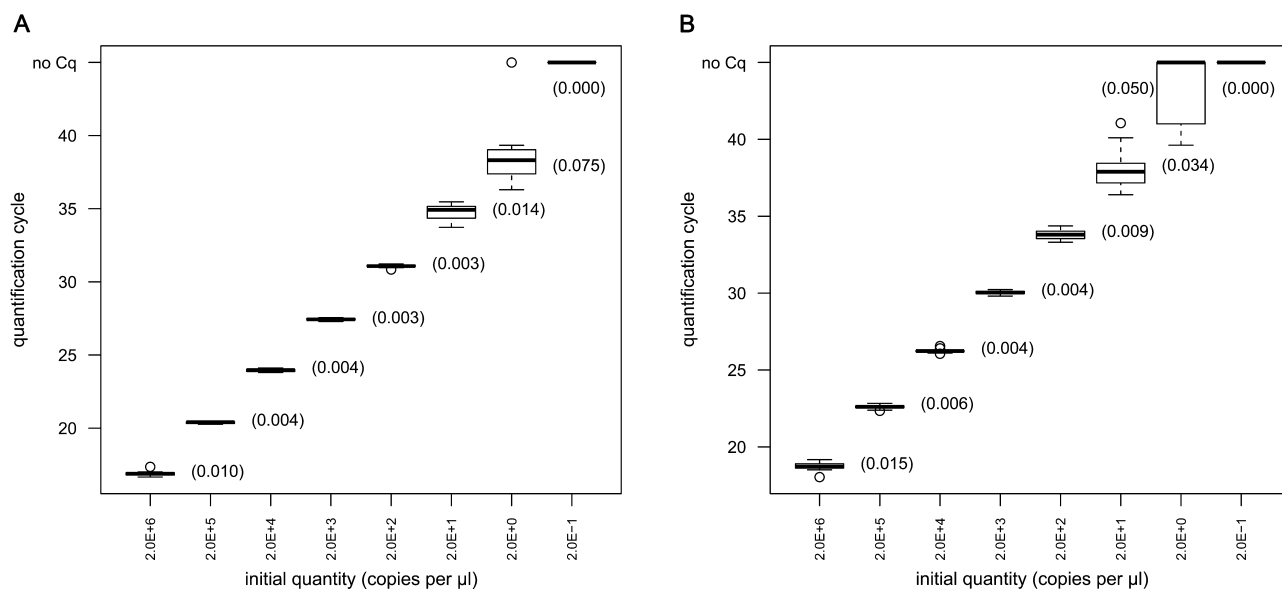 A
no Cq
40
35
30
25
20
quantification cycle
(0.010)
(0.004)
(0.004)
(0.003)
(0.003)
(0.014)
(0.075)
(0.000)
2.0E+6
2.0E+5
2.0E+4
2.0E+3
2.0E+2
2.0E+1
2.0E+0
2.0E−1
initial quantity (copies per µl)
B
no Cq
40
35
30
25
20
quantification cycle
(0.015)
(0.006)
(0.004)
(0.004)
(0.009)
(0.034)
(0.050)
(0.000)
2.0E+6
2.0E+5
2.0E+4
2.0E+3
2.0E+2
2.0E+1
2.0E+0
2.0E−1
initial quantity (copies per µl)